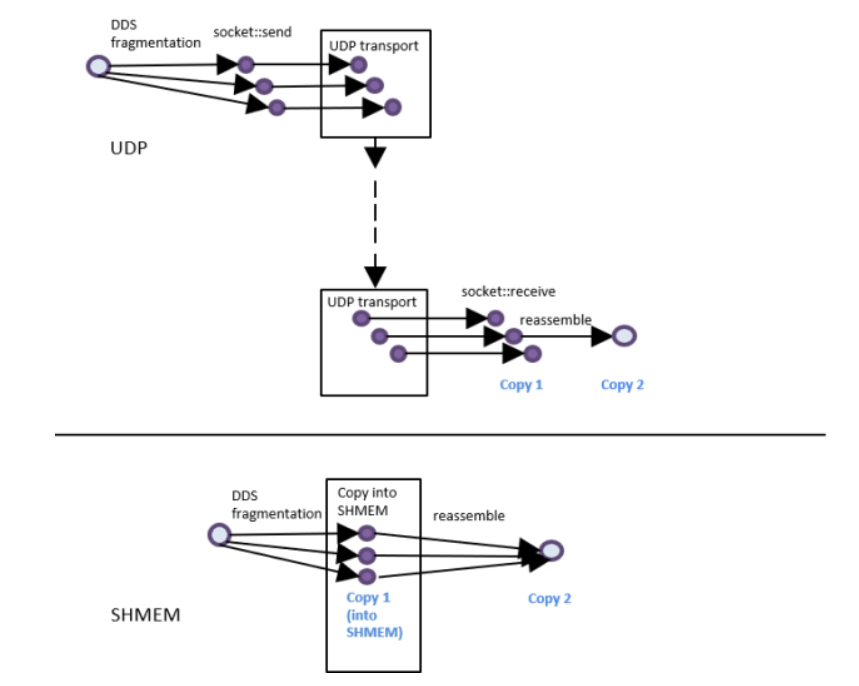 DDS
fragmentation
socket::send
UDP transport
UDP
UDP transport
socket::receive
reassemble
Copy 1
Copy 2
DDS
fragmentation
Copy into
SHMEM
reassemble
Copy 1
(into
SHMEM)
Copy 2
SHMEM